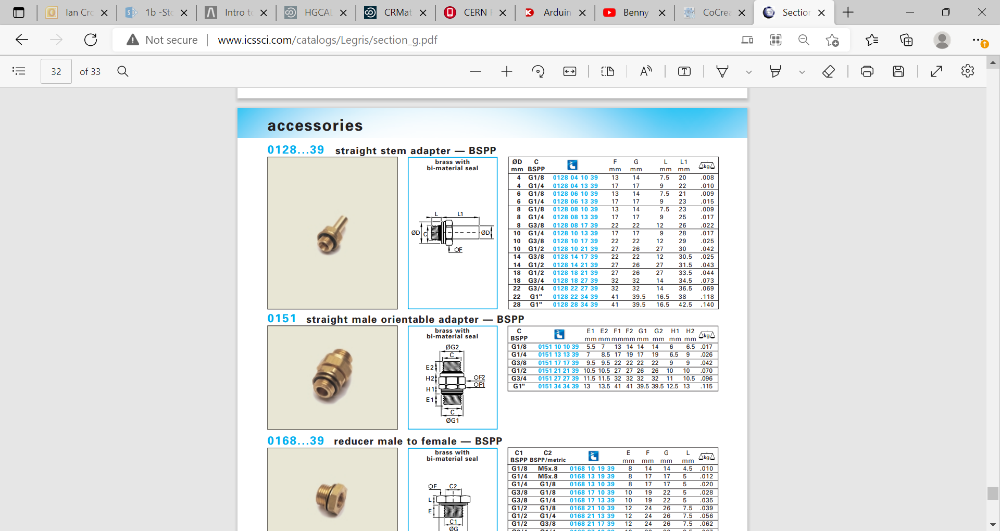 Ian Cro
1b -Sto
Intro to
HGCAL
CRMat
CERN
Arduin
Benny
CoCrea
Section
Not secure
www.icssci.com/catalogs/Legris/section_g.pdf
32
of 33
accessories
0128...39 straight stem adapter — BSPP
brass with
bi-material seal
L L1
ØD C ØD
F
ØD C F G L L1 kg
mm BSPP mm mm mm mm
4 G1/8 0128 04 10 39 13 14 7.5 20 .008
4 G1/4 0128 04 13 39 17 17 9 22 .010
6 G1/8 0128 06 10 39 13 14 7.5 21 .009
6 G1/4 0128 06 13 39 17 17 9 23 .015
8 G1/8 0128 08 10 39 13 14 7.5 23 .009
8 G1/4 0128 08 13 39 17 17 9 25 .017
8 G3/8 0128 08 17 39 22 22 12 26 .022
10 G1/4 0128 10 13 39 17 17 9 28 .017
10 G3/8 0128 10 17 39 22 22 12 29 .025
10 G1/2 0128 10 21 39 27 26 27 30 .042
14 G3/8 0128 14 17 39 22 22 12 30.5 .025
14 G1/2 0128 14 21 39 27 26 27 31.5 .043
18 G1/2 0128 18 21 39 27 26 27 33.5 .044
18 G3/4 0128 18 27 39 32 32 14 34.5 .073
22 G3/4 0128 22 27 39 32 32 14 36.5 .069
22 G1" 0128 22 34 39 41 39.5 16.5 38 .118
28 G1" 0128 28 34 39 41 39.5 16.5 42.5 .140
0151 straight male orientable adapter — BSPP
brass with
bi-material seal
ØG2
C
E2
H2 F2
H1 F1
E1
C
ØG1
C E1 E2 F1 F2 G1 G2 H1 H2 kg
BSPP mm mm mm mm mm mm mm mm
G1/8 0151 10 10 39 5.5 7 13 14 14 14 6 6.5 .017
G1/4 0151 13 13 39 7 8.5 17 19 17 19 6.5 9 .026
G3/8 0151 17 17 39 9.5 9.5 22 22 22 22 9 9 .042
G1/2 0151 21 21 39 10.5 10.5 27 27 26 26 10 10 .070
G3/4 0151 27 27 39 11.5 11.5 32 32 32 32 11 10.5 .096
G1" 0151 34 34 39 13 13.5 41 41 39.5 39.5 12.5 13 .115
0168...39 reducer male to female — BSPP
brass with
bi-material seal
F C2
L
E
C1
ØG
C1 C2 E F G L kg
BSPP BSPP/metric mm mm mm mm
G1/8 M5x.8 0168 10 19 39 8 14 14 4.5 .010
G1/4 M5x.8 0168 13 19 39 8 17 17 5 .012
G1/4 G1/8 0168 13 10 39 8 17 17 5 .020
G3/8 G1/8 0168 17 10 39 10 19 22 5 .028
G3/8 G1/4 0168 17 13 39 10 19 22 5 .035
G1/2 G1/8 0168 21 10 39 12 24 26 7.5 .039
G1/2 G1/4 0168 21 13 39 12 24 26 7.5 .056
G1/2 G3/8 0168 21 17 39 12 24 26 7.5 .062